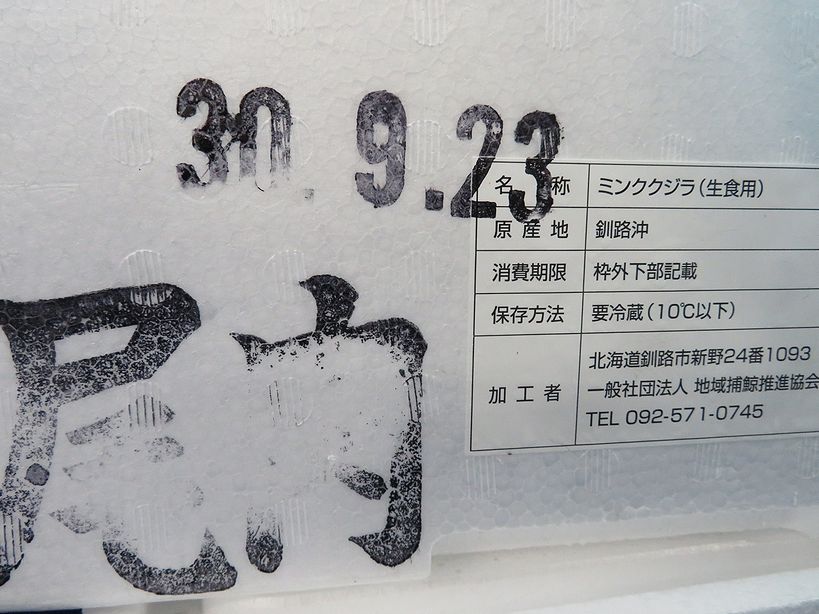 30.9.23
名称 ミンククジラ(生食用)
原産地 釧路沖
消費期限 枠外下部記載
保存方法 要冷蔵(10℃以下)
加工者 北海道釧路市新野24番1093
一般社団法人 地域捕鯨推進協会
TEL 092-571-0745
尾肉